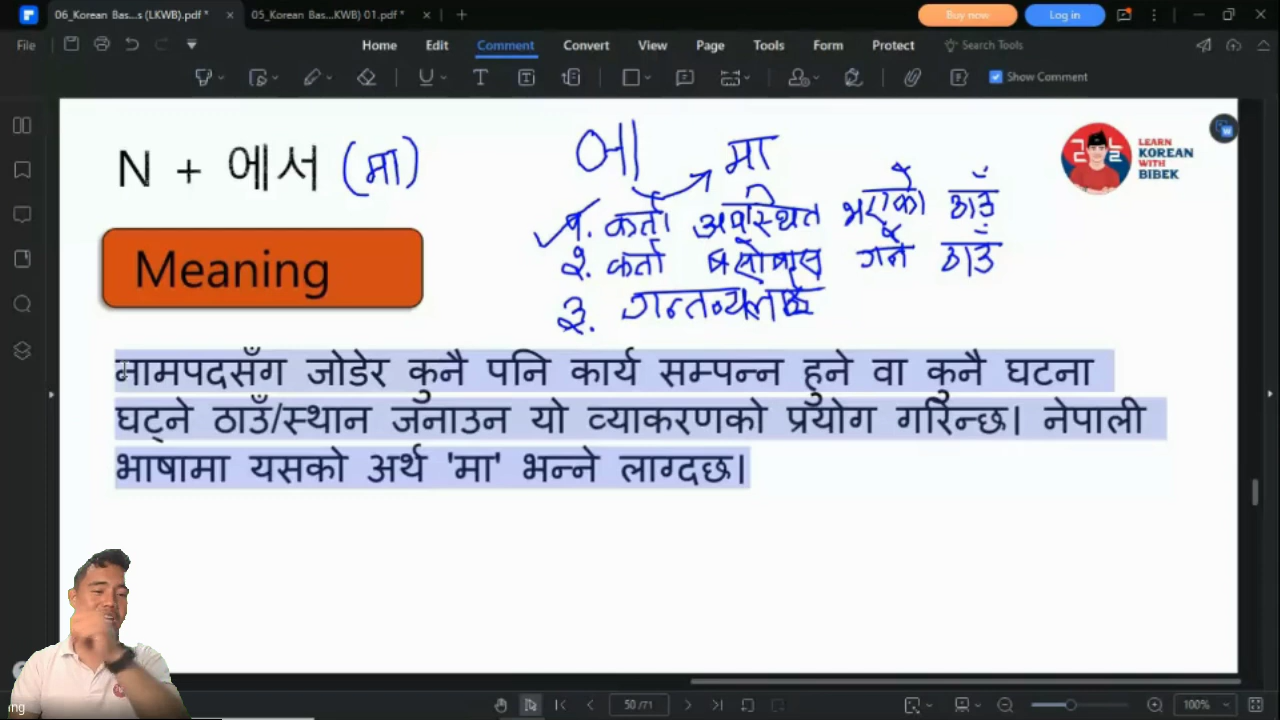 06_Korean Bas...s (LKWB).pdf *
05_Korean Bas...KWB) 01.pdf *
Buy now
Log in
File
Home
Edit
Comment
Convert
View
Page
Tools
Form
Protect
Search Tools
Show Comment
N + 에서 (मा)
에
मा
१. कर्ता अवस्थित भएको ठाउँ
२. कर्ता बसोबास गर्ने ठाउँ
३.
LEARN
KOREAN
WITH
BIBEK
Meaning
नामपदसँग जोडेर कुनै पनि कार्य सम्पन्न हुने वा कुनै घटना
घट्ने ठाउँ/स्थान जनाउन यो व्याकरणको प्रयोग गरिन्छ। नेपाली
भाषामा यसको अर्थ 'मा' भन्ने लाग्दछ।
50 /71
100%